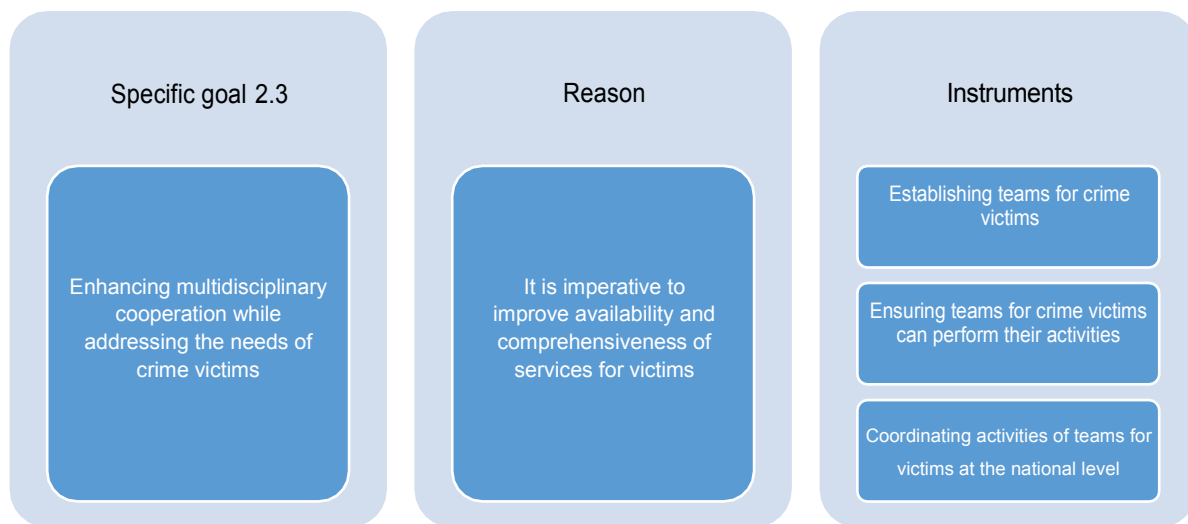 Specific goal 2.3
Enhancing multidisciplinary
cooperation while
addressing the needs of
crime victims
Reason
It is imperative to
improve availability and
comprehensiveness of
services for victims
Instruments
Establishing teams for crime
victims
Ensuring teams for crime victims
can perform their activities
Coordinating activities of teams for
victims at the national level